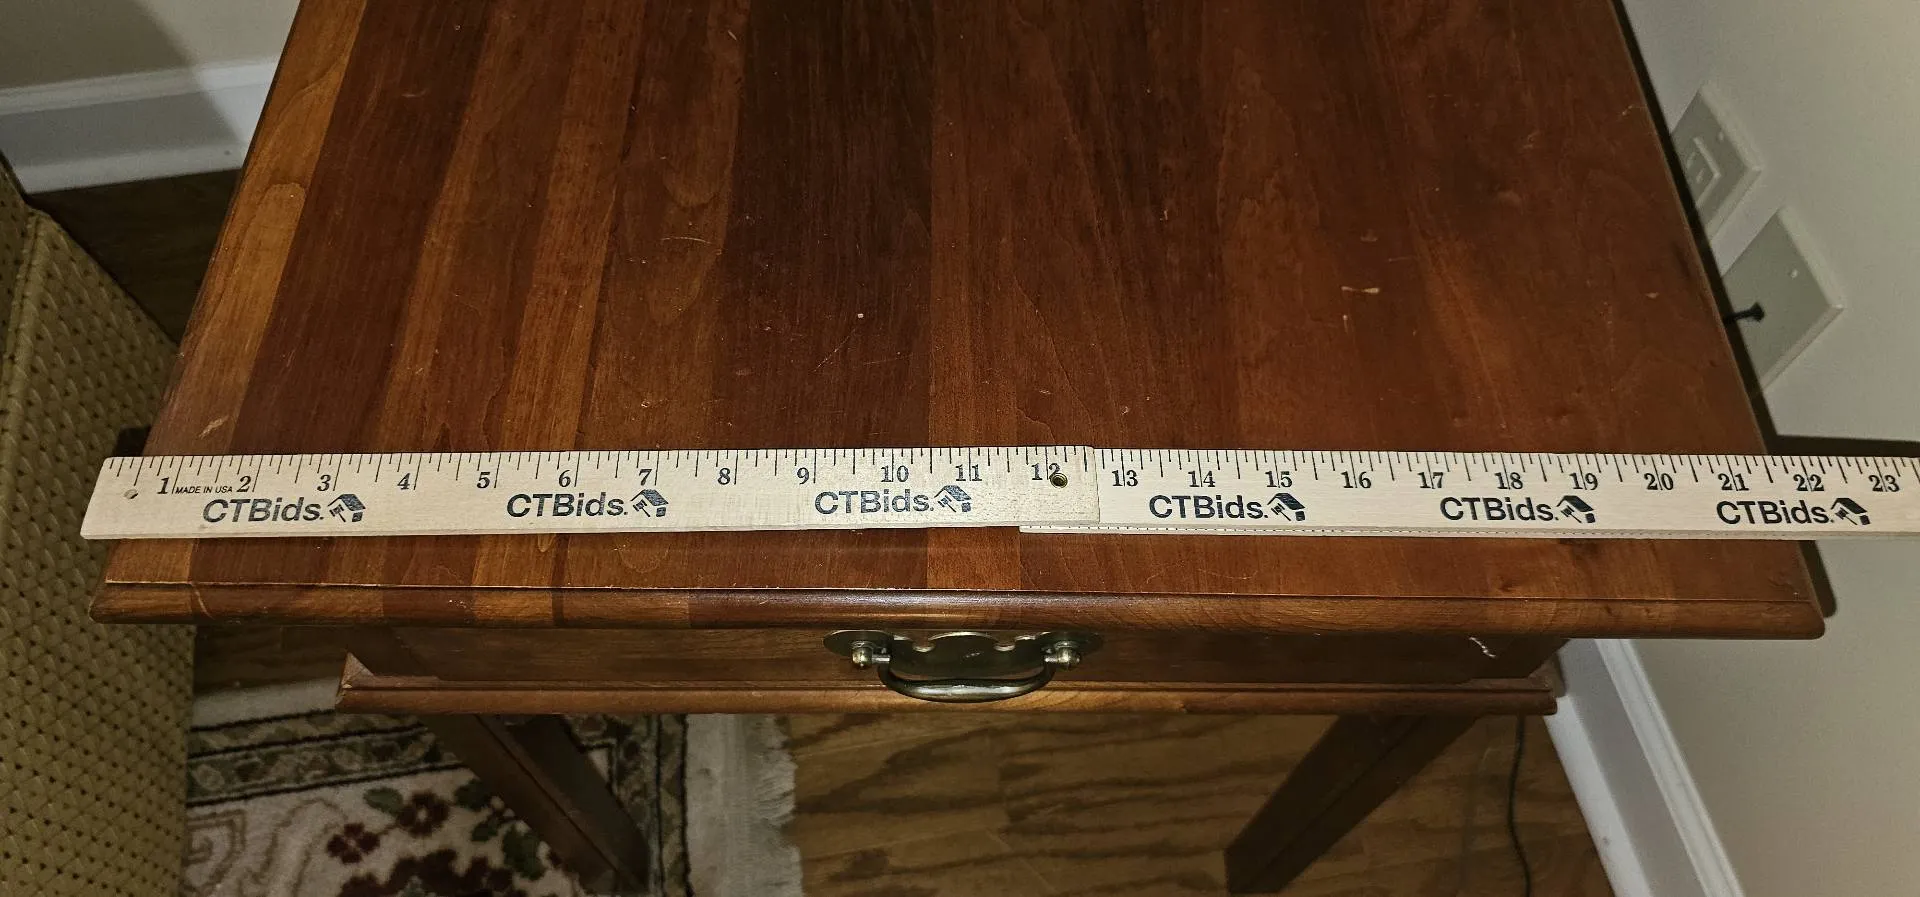 1 2 3 4 5 6 7 8 9 10 11 12 13 14 15 16 17 18 19 20 21 22 23
MADE IN USA
CTBids. CTBids. CTBids. CTBids. CTBids. CTBids.